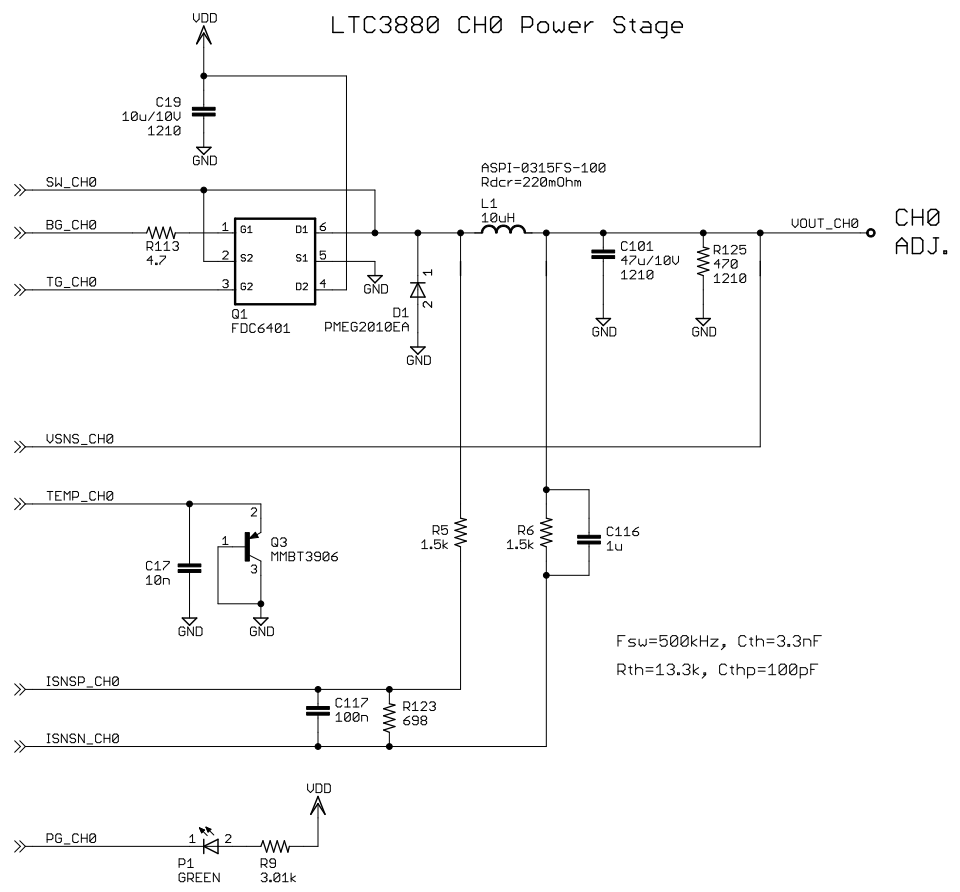 LTC3880 CH0 Power Stage
VDD
C19
10u/10V
1210
GND
SW_CH0
BG_CH0
R113
4.7
TG_CH0
1
2
3
G1
S2
G2
D1
S1
D2
6
5
4
Q1
FDC6401
GND
D1
PMEG2010EA
1
2
GND
ASPI-0315FS-100
Rdcr=220mOhm
L1
10uH
C101
47u/10V
1210
GND
R125
470
1210
GND
VOUT_CH0
CH0
ADJ.
VSNS_CH0
TEMP_CH0
C17
10n
GND
1
2
3
Q3
MMBT3906
GND
R5
1.5k
R6
1.5k
C116
1u
Fsw=500kHz, Cth=3.3nF
Rth=13.3k, Cthp=100pF
ISNSP_CH0
C117
100n
R123
698
ISNSN_CH0
VDD
PG_CH0
1
2
P1
GREEN
R9
3.01k